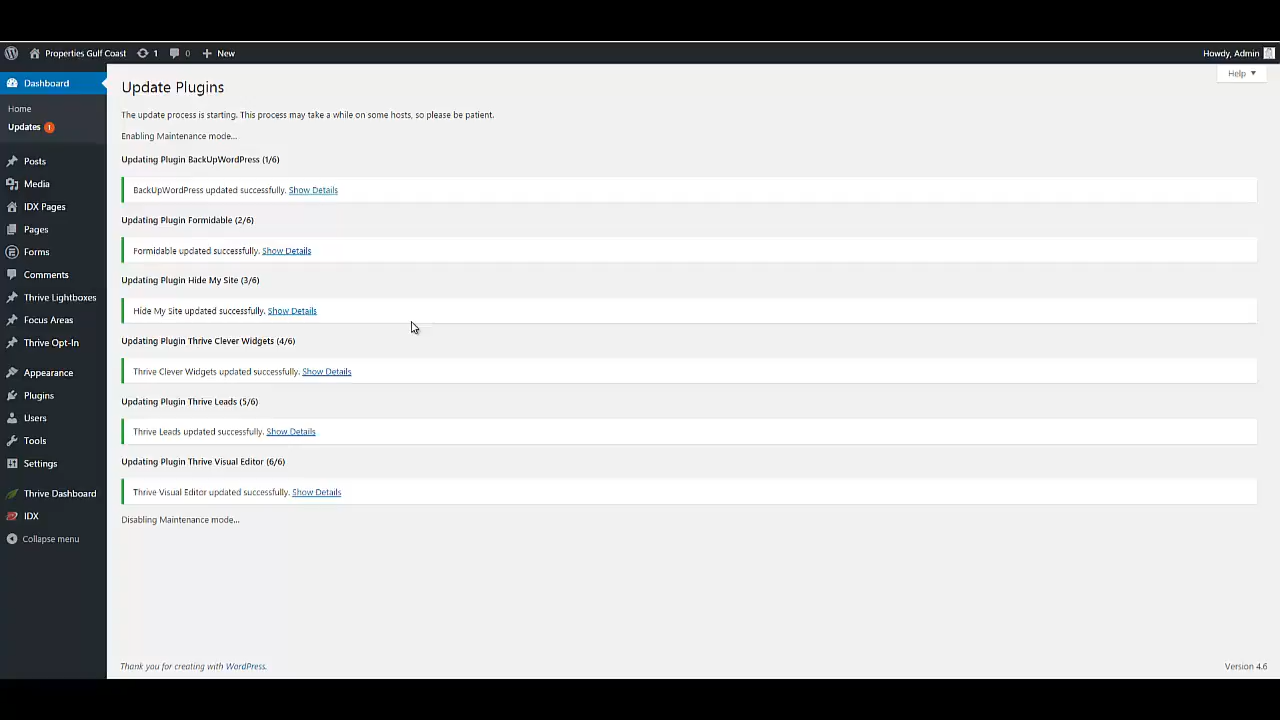 Properties Gulf Coast 1 0 New Howdy, Admin
Dashboard
Home
Updates 1
Posts
Media
IDX Pages
Pages
Forms
Comments
Thrive Lightboxes
Focus Areas
Thrive Opt-In
Appearance
Plugins
Users
Tools
Settings
Thrive Dashboard
IDX
Collapse menu
Help
Update Plugins
The update process is starting. This process may take a while on some hosts, so please be patient.
Enabling Maintenance mode...
Updating Plugin BackUpWordPress (1/6)
BackUpWordPress updated successfully. Show Details
Updating Plugin Formidable (2/6)
Formidable updated successfully. Show Details
Updating Plugin Hide My Site (3/6)
Hide My Site updated successfully. Show Details
Updating Plugin Thrive Clever Widgets (4/6)
Thrive Clever Widgets updated successfully. Show Details
Updating Plugin Thrive Leads (5/6)
Thrive Leads updated successfully. Show Details
Updating Plugin Thrive Visual Editor (6/6)
Thrive Visual Editor updated successfully. Show Details
Disabling Maintenance mode...
Thank you for creating with WordPress. Version 4.6